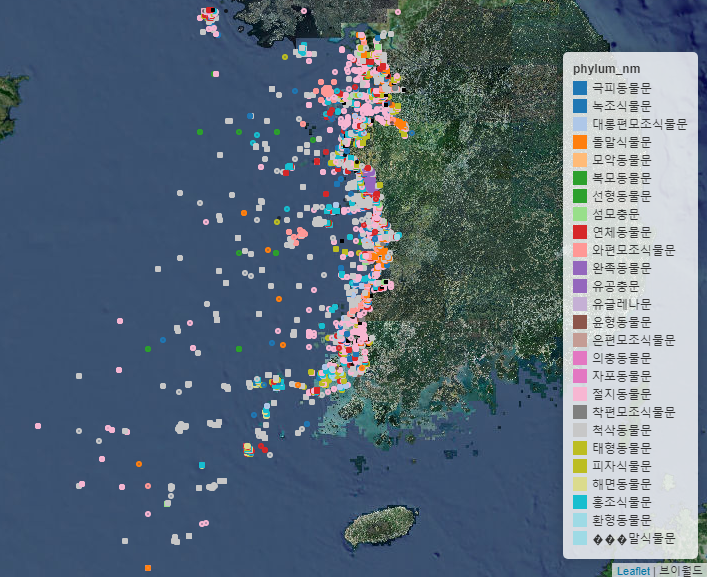 phylum_nm
극피동물문
녹조식물문
대롱편모조식물문
돌말식물문
모악동물문
복모동물문
선형동물문
섬모충문
연체동물문
와편모조식물문
완족동물문
유공충문
유글레나문
윤형동물문
은편모조식물문
의충동물문
자포동물문
절지동물문
착편모조식물문
척삭동물문
태형동물문
피자식물문
해면동물문
홍조식물문
환형동물문
���말식물문
Leaflet | 브이월드